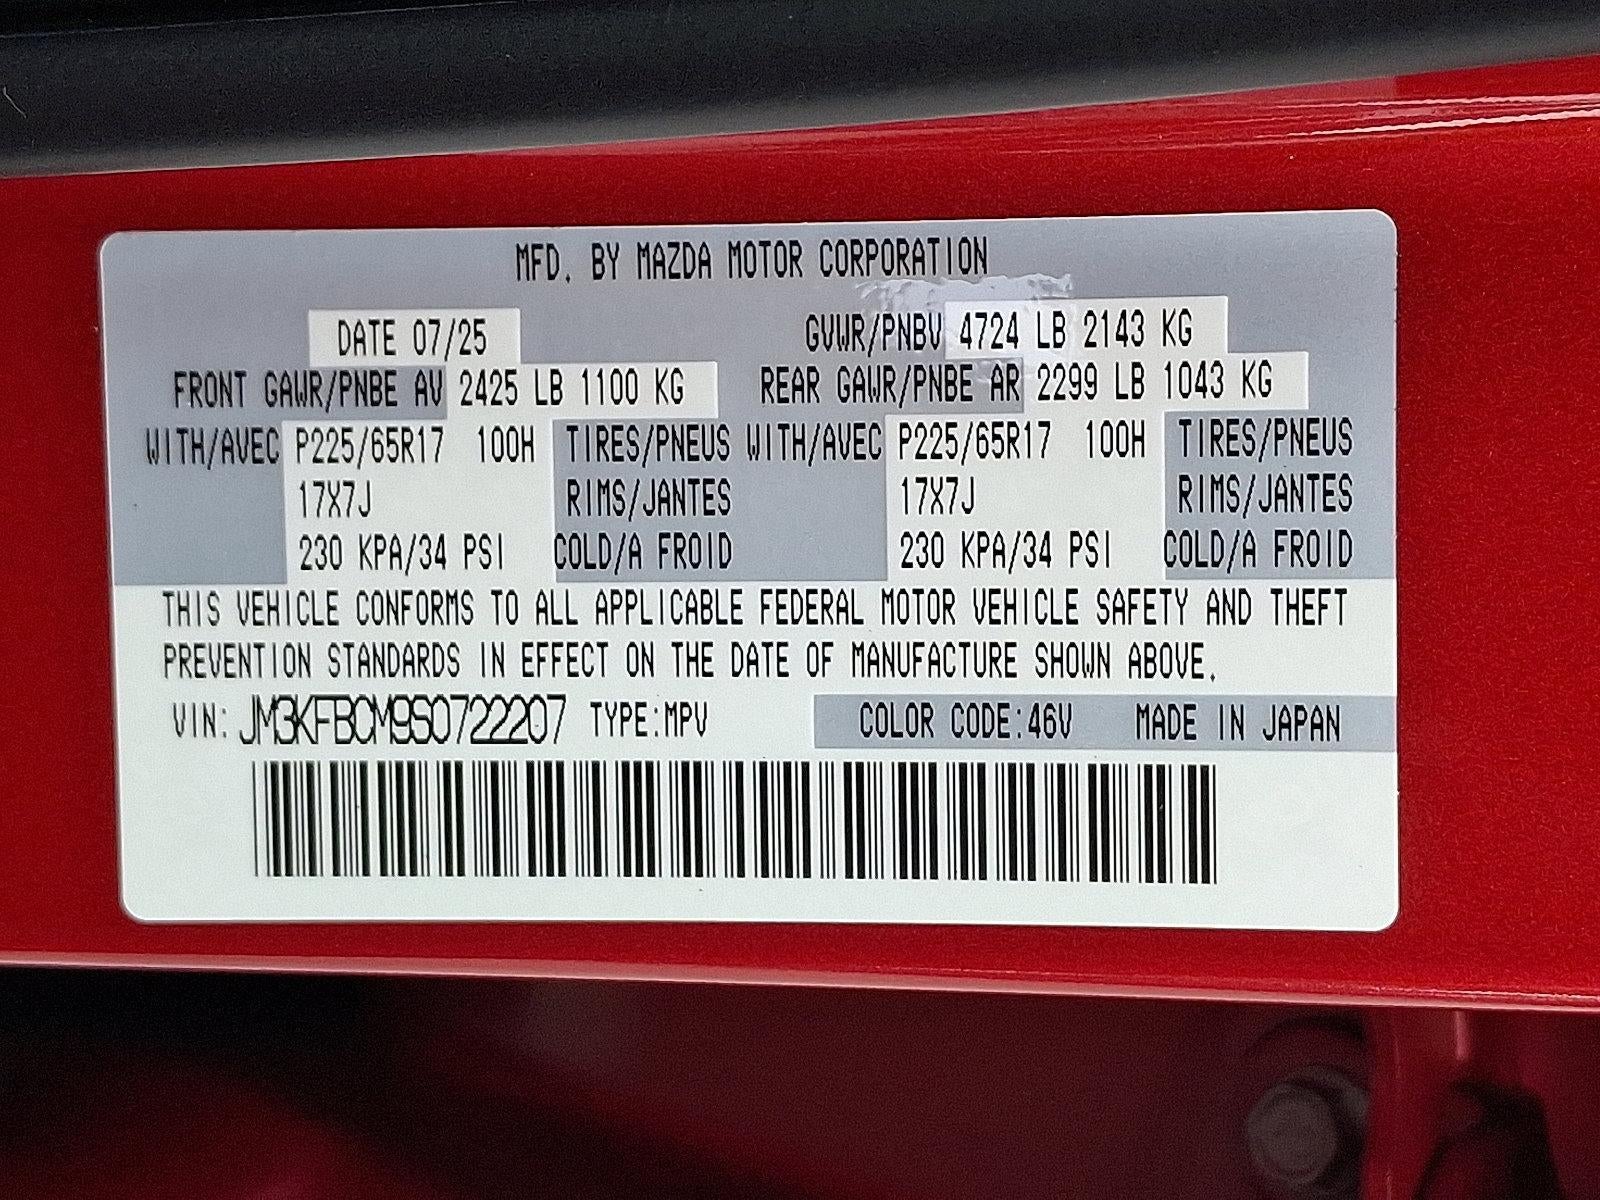 MFD. BY MAZDA MOTOR CORPORATION
DATE 07/25 GVWR/PNBV 4724 LB 2143 KG
FRONT GAWR/PNBE AV 2425 LB 1100 KG REAR GAWR/PNBE AR 2299 LB 1043 KG
WITH/AVEC P225/65R17 100H TIRES/PNEUS WITH/AVEC P225/65R17 100H TIRES/PNEUS
17X7J RIMS/JANTES 17X7J RIMS/JANTES
230 KPA/34 PSI COLD/A FROID 230 KPA/34 PSI COLD/A FROID
THIS VEHICLE CONFORMS TO ALL APPLICABLE FEDERAL MOTOR VEHICLE SAFETY AND THEFT
PREVENTION STANDARDS IN EFFECT ON THE DATE OF MANUFACTURE SHOWN ABOVE.
VIN: JM3KFBCM9S0722207 TYPE:MPV COLOR CODE:46V MADE IN JAPAN